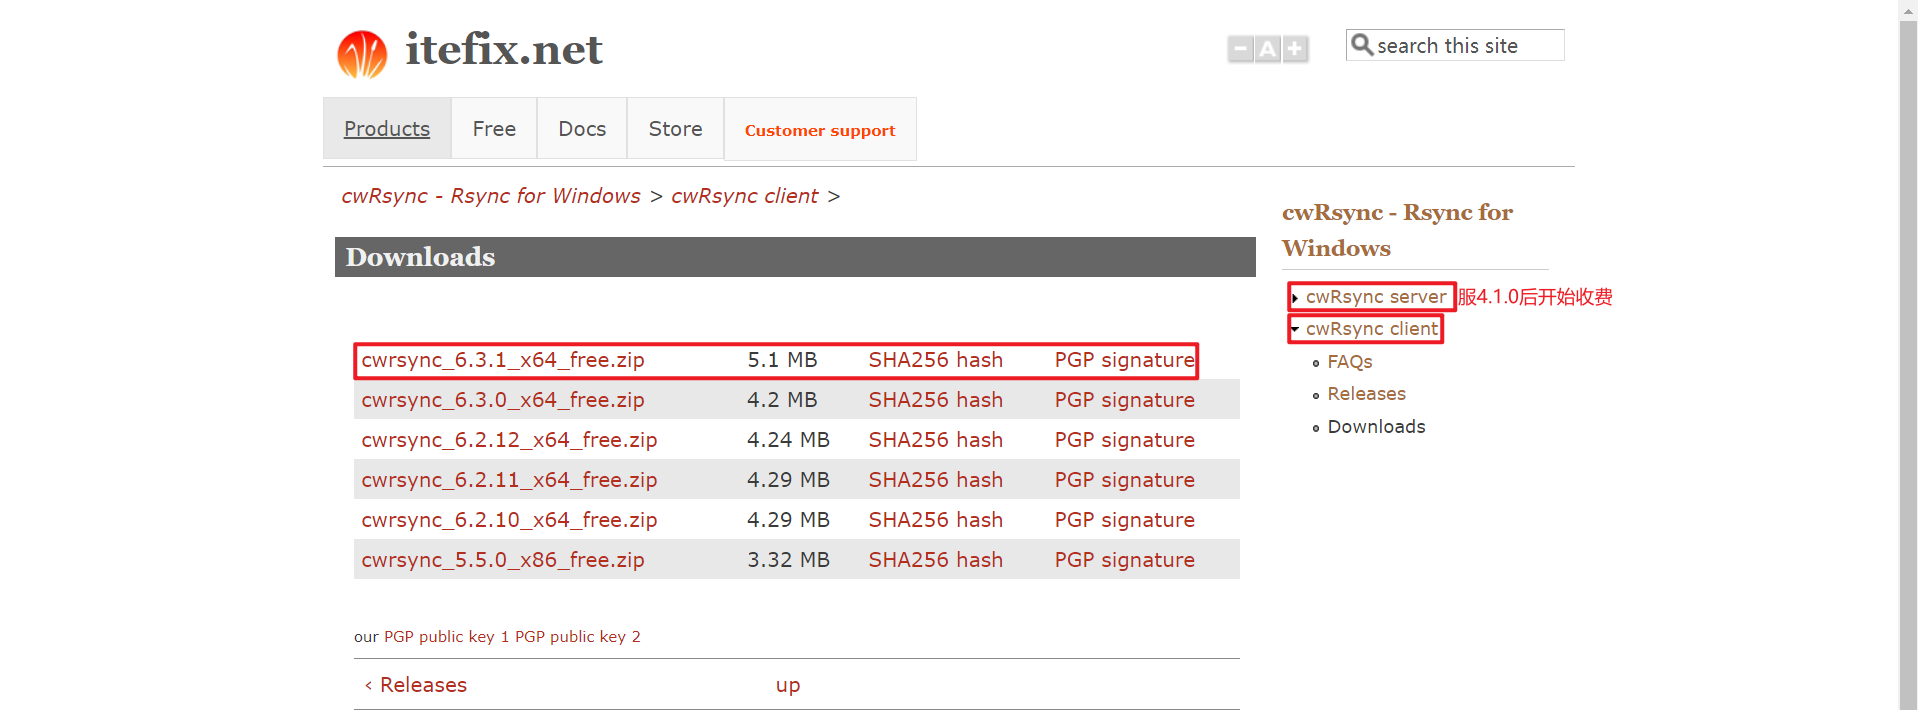 itefix.net
A
search this site
Products Free Docs Store Customer support
cwRsync - Rsync for Windows > cwRsync client >
Downloads
cwrsync_6.3.1_x64_free.zip 5.1 MB SHA256 hash PGP signature
cwrsync_6.3.0_x64_free.zip 4.2 MB SHA256 hash PGP signature
cwrsync_6.2.12_x64_free.zip 4.24 MB SHA256 hash PGP signature
cwrsync_6.2.11_x64_free.zip 4.29 MB SHA256 hash PGP signature
cwrsync_6.2.10_x64_free.zip 4.29 MB SHA256 hash PGP signature
cwrsync_5.5.0_x86_free.zip 3.32 MB SHA256 hash PGP signature
our PGP public key 1 PGP public key 2
‹ Releases up
cwRsync - Rsync for
Windows
cwRsync server 服4.1.0后开始收费
cwRsync client
FAQs
Releases
Downloads